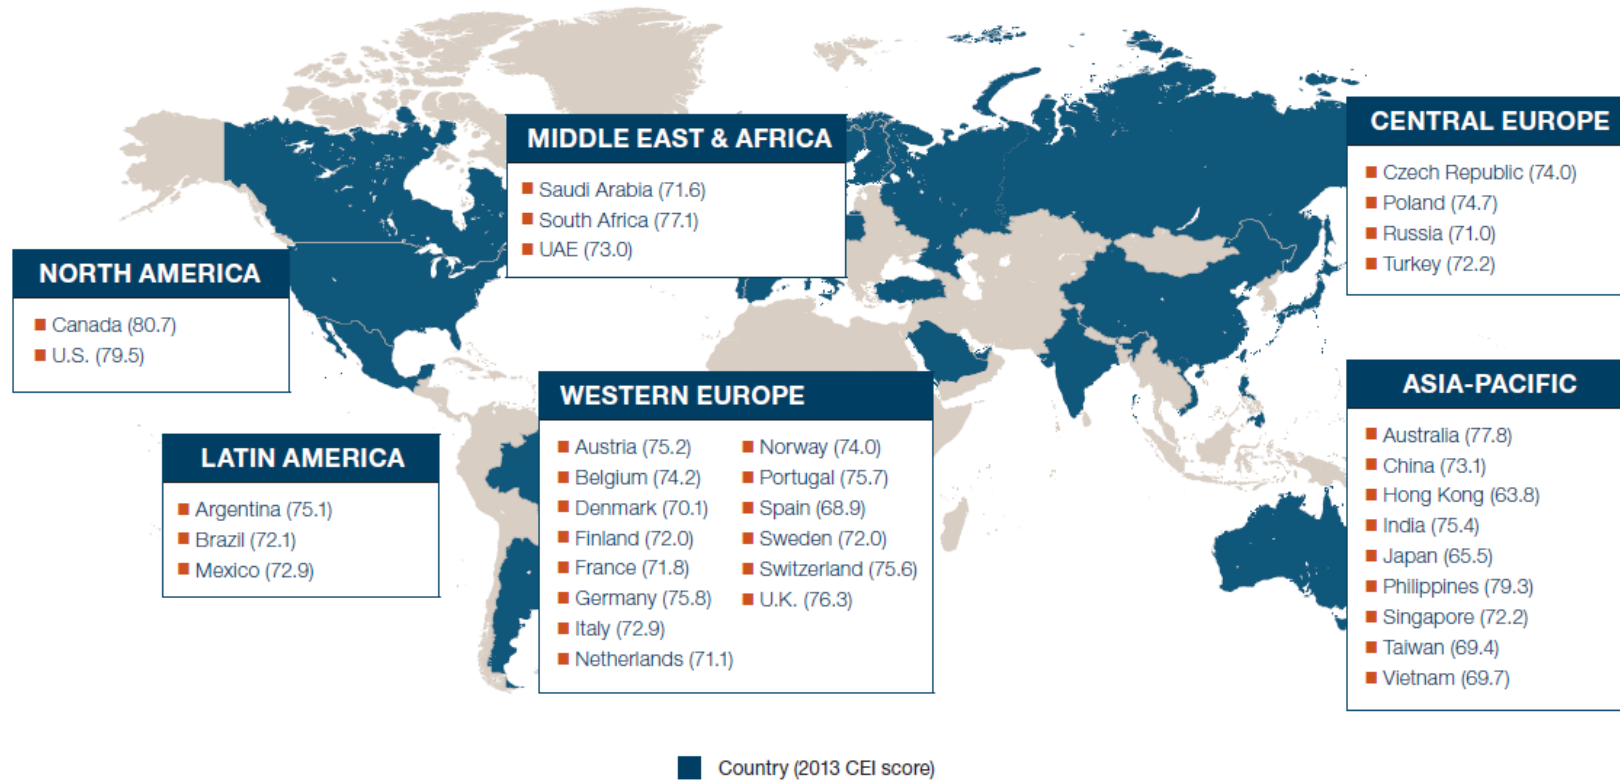 MIDDLE EAST & AFRICA
Saudi Arabia (71.6)
South Africa (77.1)
UAE (73.0)
CENTRAL EUROPE
Czech Republic (74.0)
Poland (74.7)
Russia (71.0)
Turkey (72.2)
NORTH AMERICA
Canada (80.7)
U.S. (79.5)
LATIN AMERICA
Argentina (75.1)
Brazil (72.1)
Mexico (72.9)
WESTERN EUROPE
Austria (75.2)
Belgium (74.2)
Denmark (70.1)
Finland (72.0)
France (71.8)
Germany (75.8)
Italy (72.9)
Netherlands (71.1)
Norway (74.0)
Portugal (75.7)
Spain (68.9)
Sweden (72.0)
Switzerland (75.6)
U.K. (76.3)
ASIA-PACIFIC
Australia (77.8)
China (73.1)
Hong Kong (63.8)
India (75.4)
Japan (65.5)
Philippines (79.3)
Singapore (72.2)
Taiwan (69.4)
Vietnam (69.7)
Country (2013 CEI score)